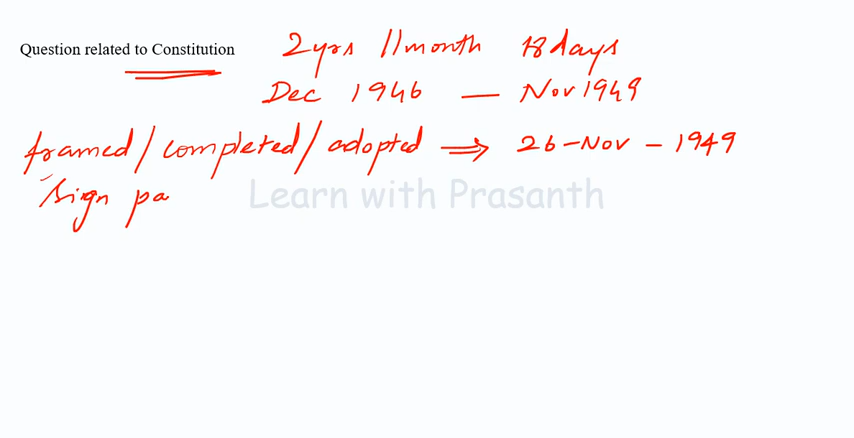 Question related to Constitution 2yrs 11month 18days
Dec 1946 — Nov 1949
framed/completed/adopted ⇒ 26-Nov-1949
sign pa
Learn with Prasanth